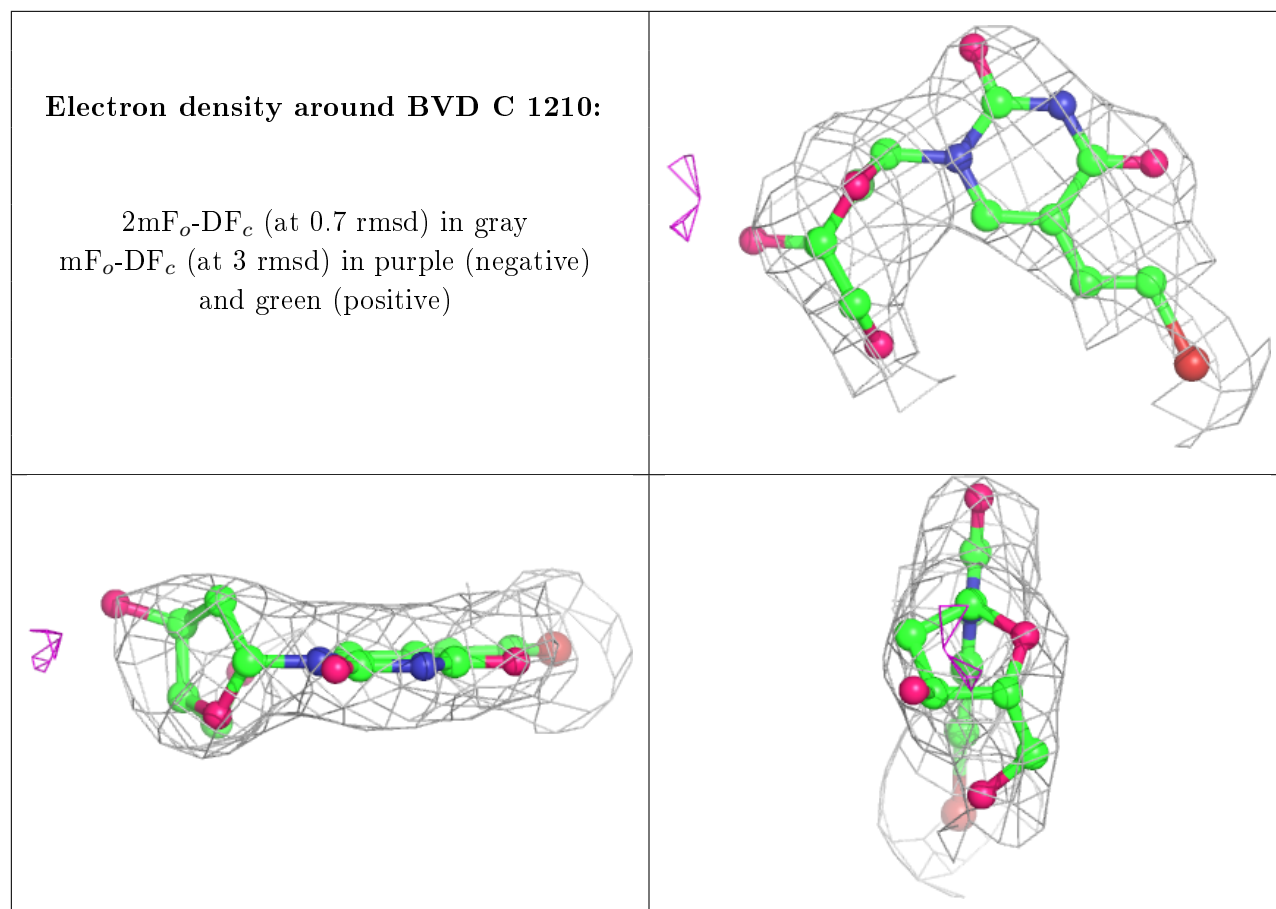 Electron density around BVD C 1210:
2mFₒ-DF𝒸 (at 0.7 rmsd) in gray
mFₒ-DF𝒸 (at 3 rmsd) in purple (negative)
and green (positive)